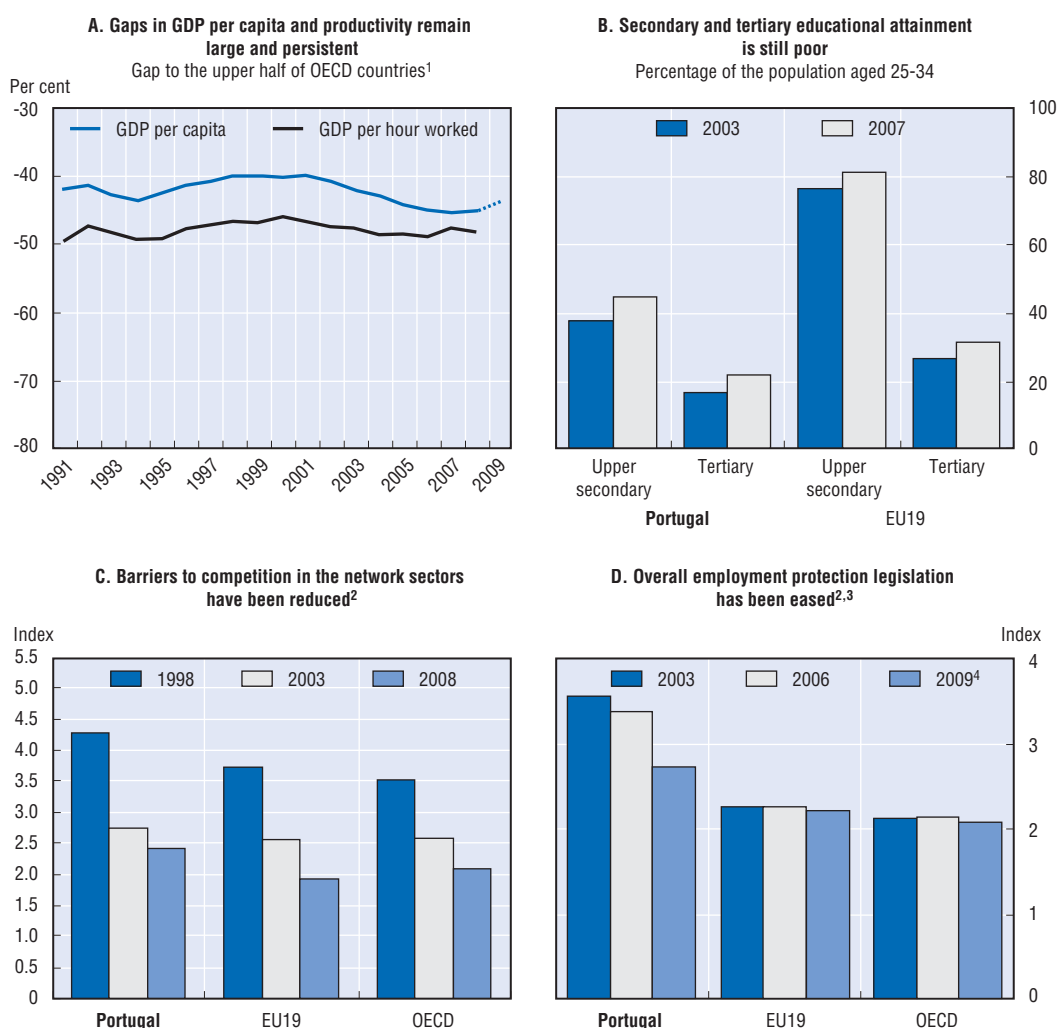 A. Gaps in GDP per capita and productivity remain
large and persistent
Gap to the upper half of OECD countries¹
Per cent
-30
-40
-50
-60
-70
-80
GDP per capita
GDP per hour worked
1991
1993
1995
1997
1999
2001
2003
2005
2007
2009
B. Secondary and tertiary educational attainment
is still poor
Percentage of the population aged 25-34
2003
2007
100
80
60
40
20
0
Upper
secondary
Tertiary
Upper
secondary
Tertiary
Portugal
EU19
C. Barriers to competition in the network sectors
have been reduced²
Index
5.5
5.0
4.5
4.0
3.5
3.0
2.5
2.0
1.5
1.0
0.5
0
1998
2003
2008
Portugal
EU19
OECD
D. Overall employment protection legislation
has been eased²,³
Index
2003
2006
2009⁴
4
3
2
1
0
Portugal
EU19
OECD